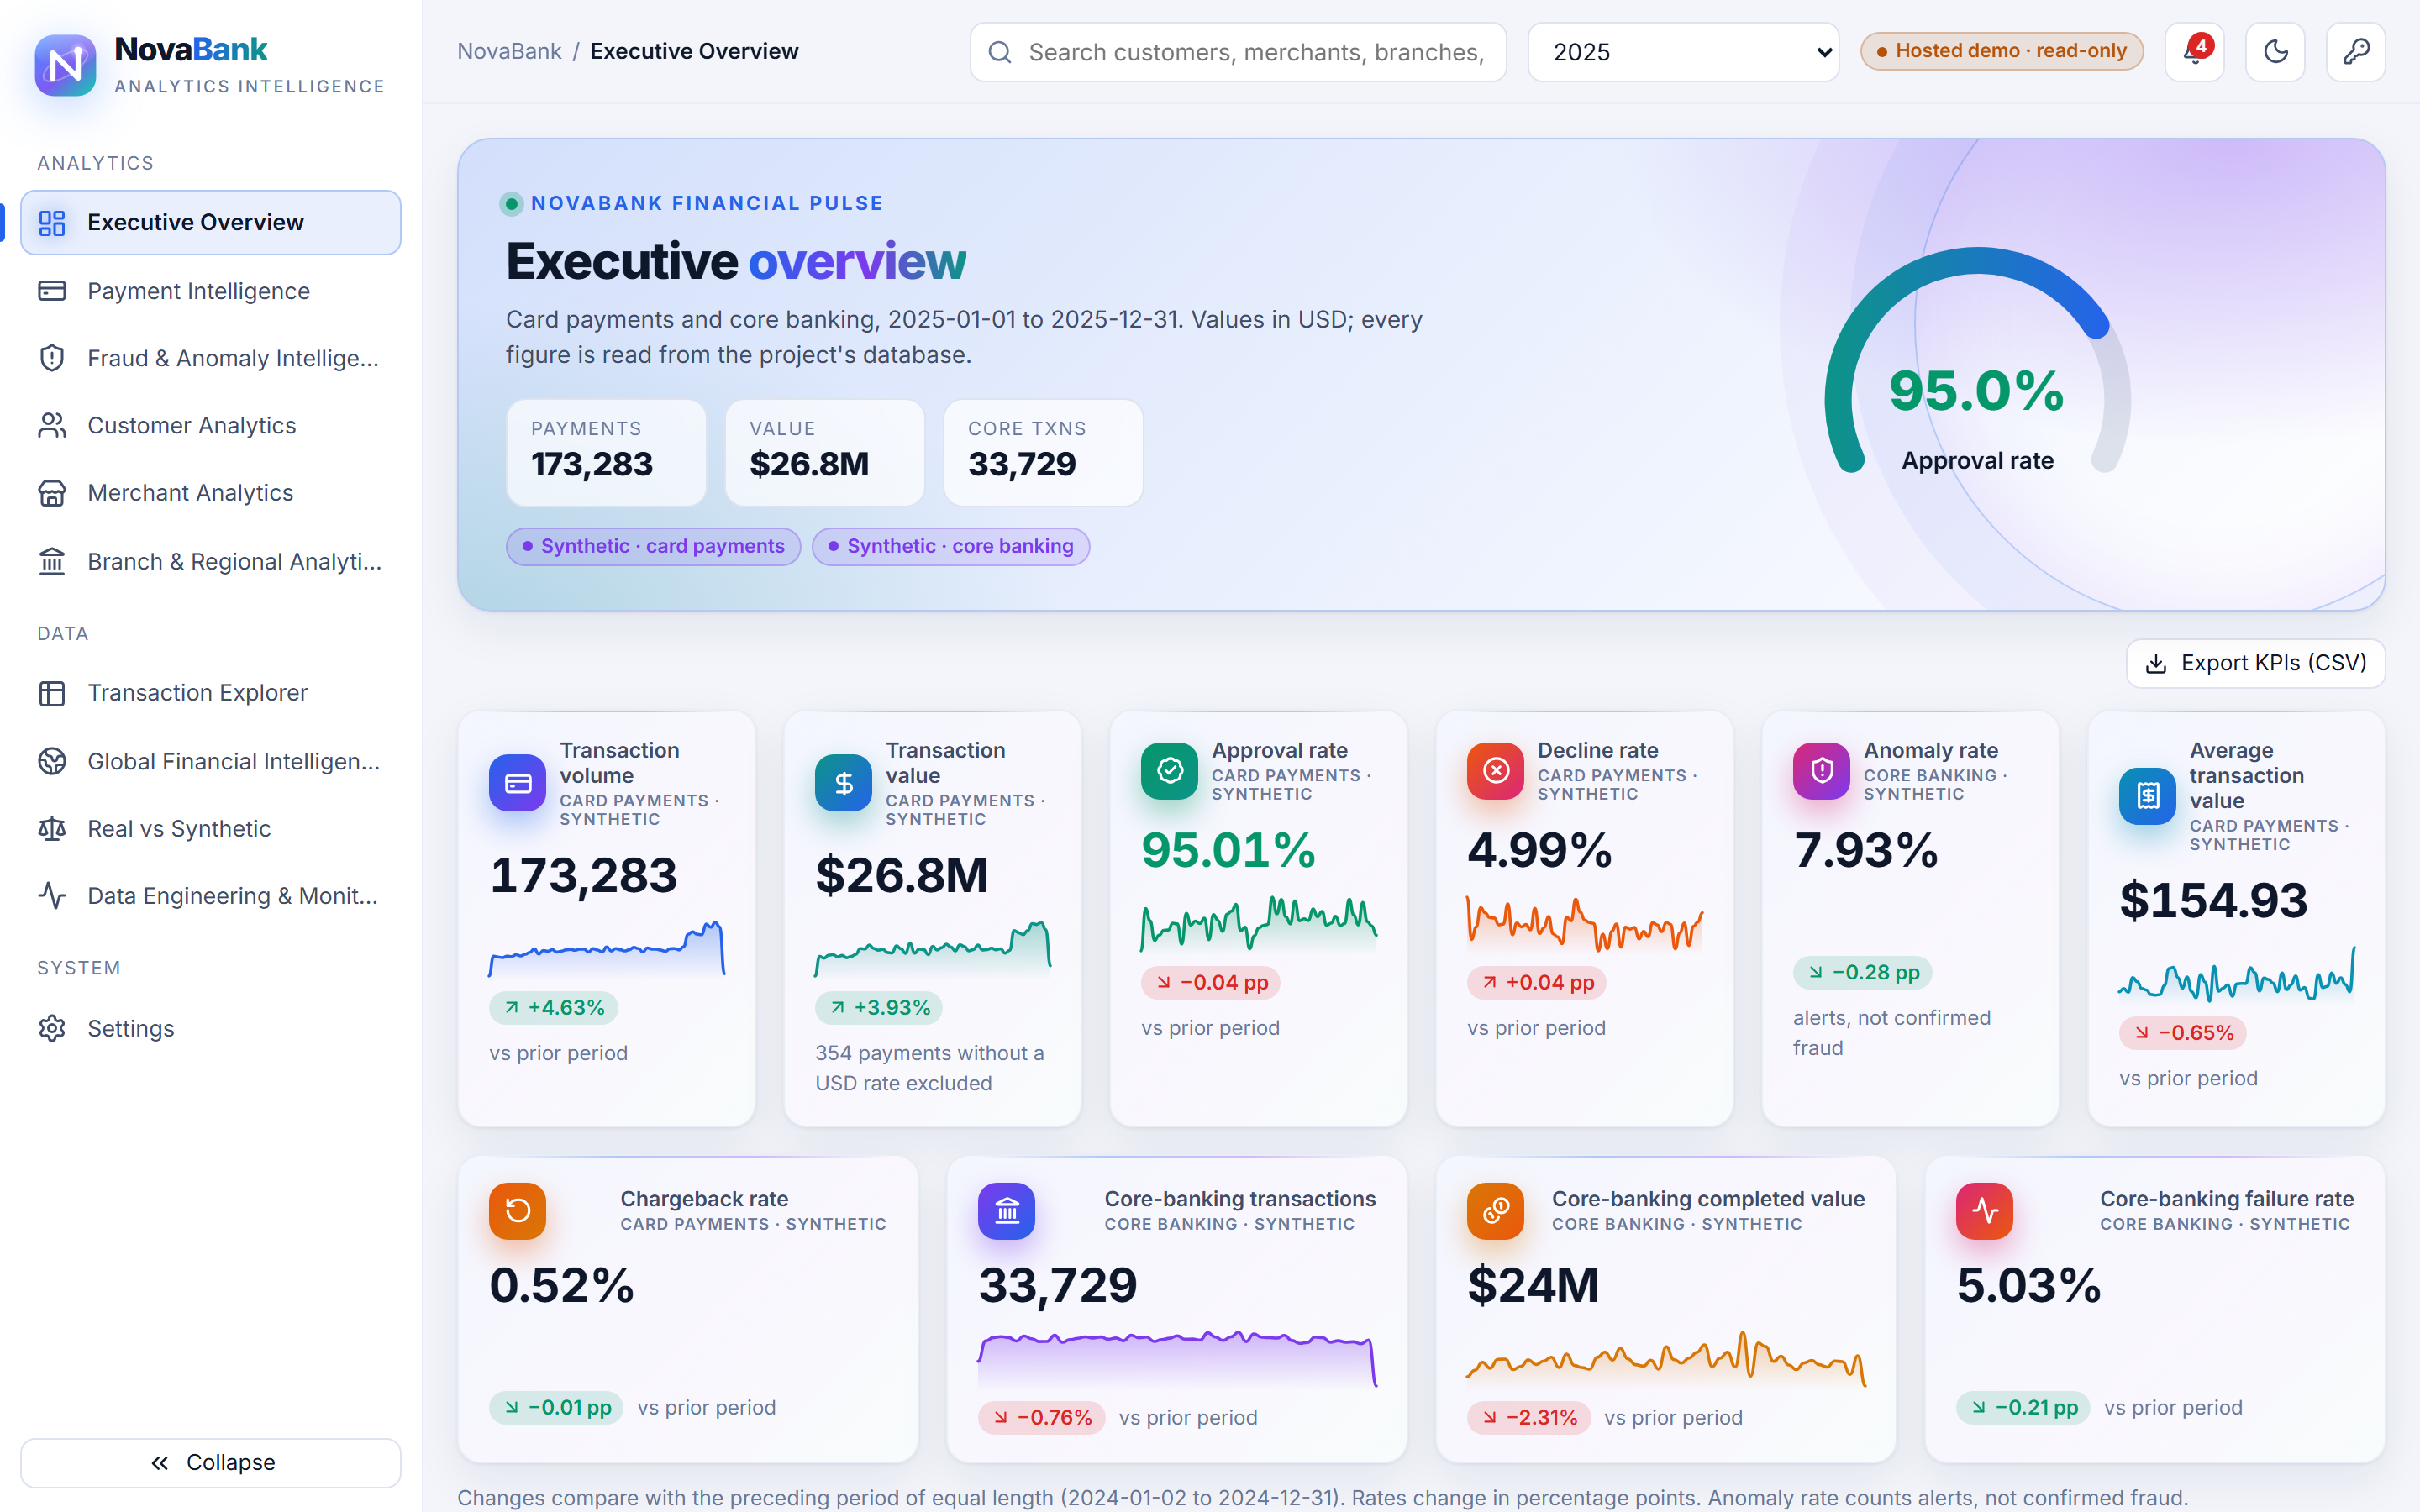 NovaBank
ANALYTICS INTELLIGENCE
ANALYTICS
Executive Overview
Payment Intelligence
Fraud & Anomaly Intellige...
Customer Analytics
Merchant Analytics
Branch & Regional Analyti...
DATA
Transaction Explorer
Global Financial Intelligen...
Real vs Synthetic
Data Engineering & Monit...
SYSTEM
Settings
Collapse
NovaBank / Executive Overview
Search customers, merchants, branches,
2025
Hosted demo · read-only
4
NOVABANK FINANCIAL PULSE
Executive overview
Card payments and core banking, 2025-01-01 to 2025-12-31. Values in USD; every
figure is read from the project's database.
PAYMENTS
173,283
VALUE
$26.8M
CORE TXNS
33,729
Synthetic · card payments
Synthetic · core banking
95.0%
Approval rate
Export KPIs (CSV)
Transaction
volume
CARD PAYMENTS ·
SYNTHETIC
173,283
+4.63%
vs prior period
Transaction
value
CARD PAYMENTS ·
SYNTHETIC
$26.8M
+3.93%
354 payments without a
USD rate excluded
Approval rate
CARD PAYMENTS ·
SYNTHETIC
95.01%
−0.04 pp
vs prior period
Decline rate
CARD PAYMENTS ·
SYNTHETIC
4.99%
+0.04 pp
vs prior period
Anomaly rate
CORE BANKING ·
SYNTHETIC
7.93%
−0.28 pp
alerts, not confirmed
fraud
Average
transaction
value
CARD PAYMENTS ·
SYNTHETIC
$154.93
−0.65%
vs prior period
Chargeback rate
CARD PAYMENTS · SYNTHETIC
0.52%
−0.01 pp vs prior period
Core-banking transactions
CORE BANKING · SYNTHETIC
33,729
−0.76% vs prior period
Core-banking completed value
CORE BANKING · SYNTHETIC
$24M
−2.31% vs prior period
Core-banking failure rate
CORE BANKING · SYNTHETIC
5.03%
−0.21 pp vs prior period
Changes compare with the preceding period of equal length (2024-01-02 to 2024-12-31). Rates change in percentage points. Anomaly rate counts alerts, not confirmed fraud.